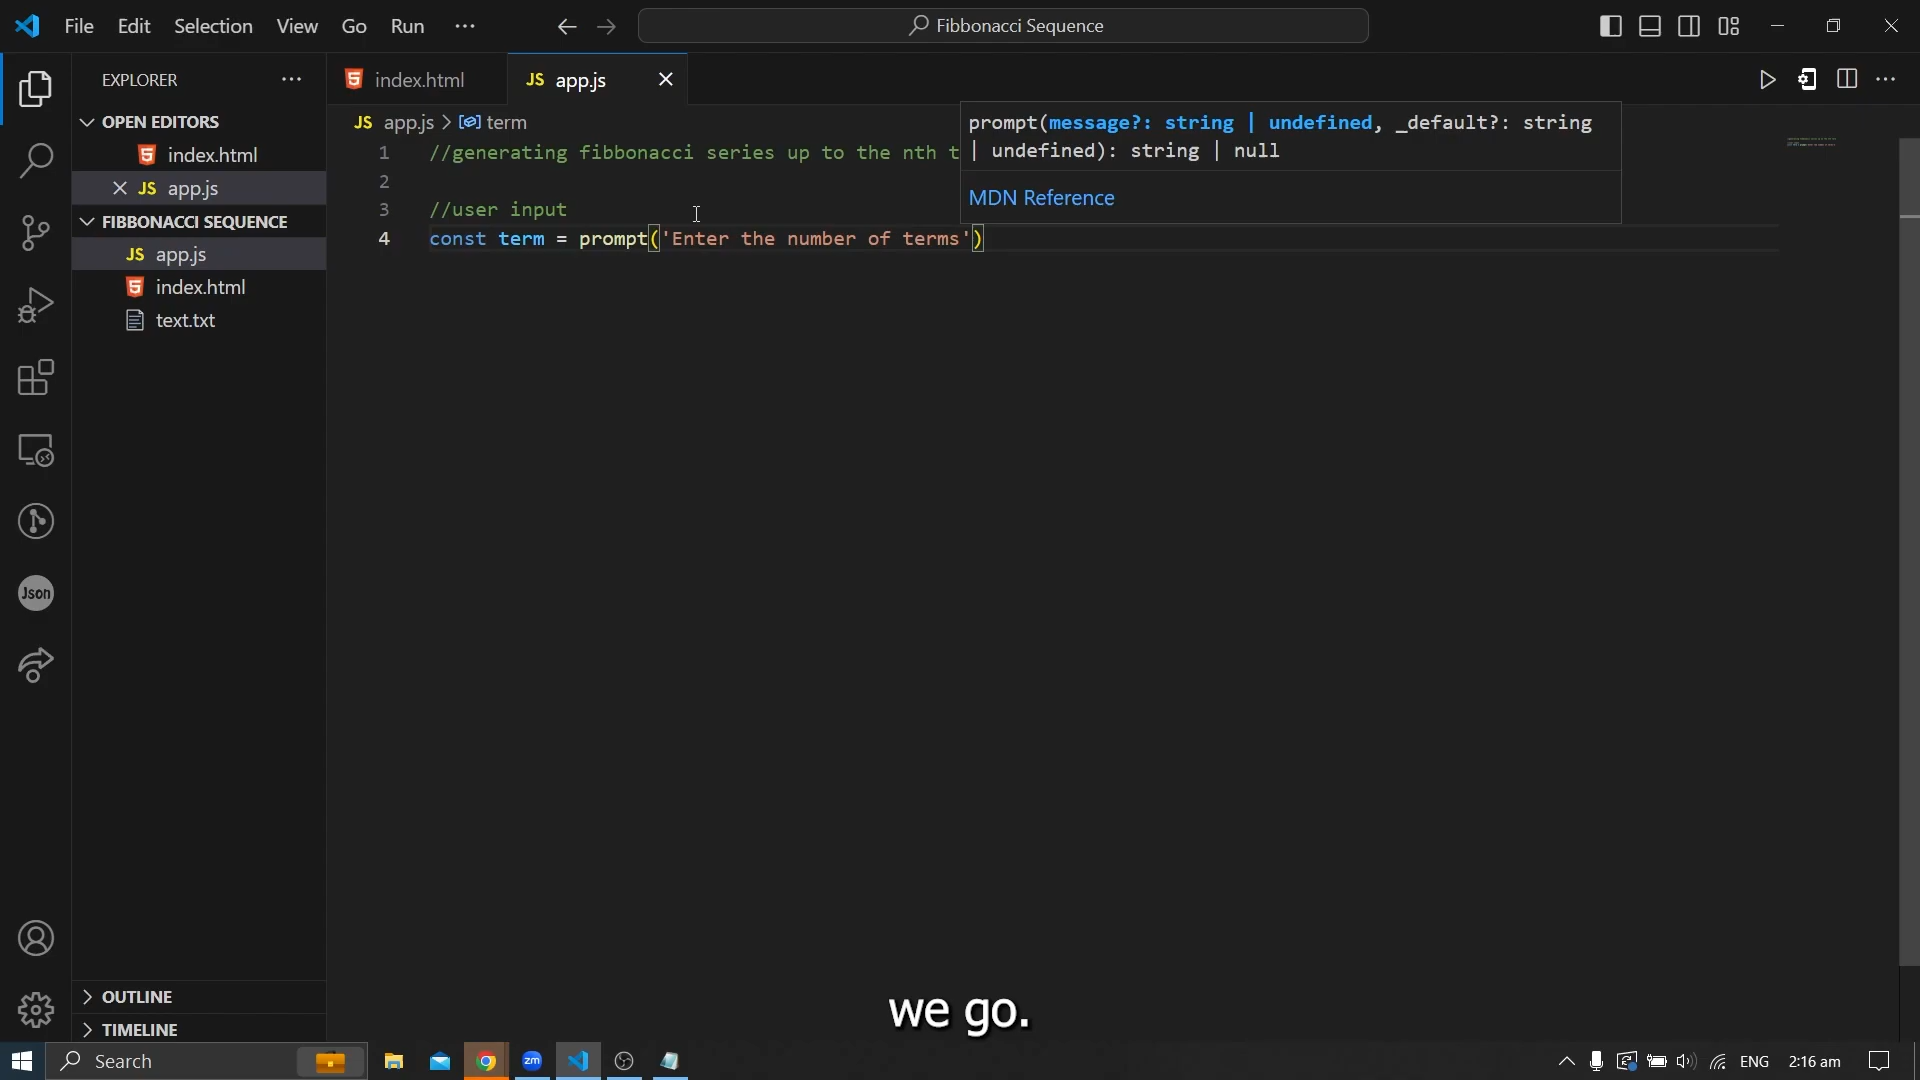 File Edit Selection View Go Run ··· Fibbonacci Sequence
EXPLORER ···
OPEN EDITORS
index.html
JS app.js
FIBBONACCI SEQUENCE
JS app.js
index.html
text.txt
OUTLINE
TIMELINE
Json
index.html JS app.js
JS app.js > term
1 //generating fibbonacci series up to the nth t
2
3 //user input
4 const term = prompt('Enter the number of terms')
prompt(message?: string | undefined, _default?: string
| undefined): string | null
MDN Reference
we go.
Search zm ENG 2:16 am